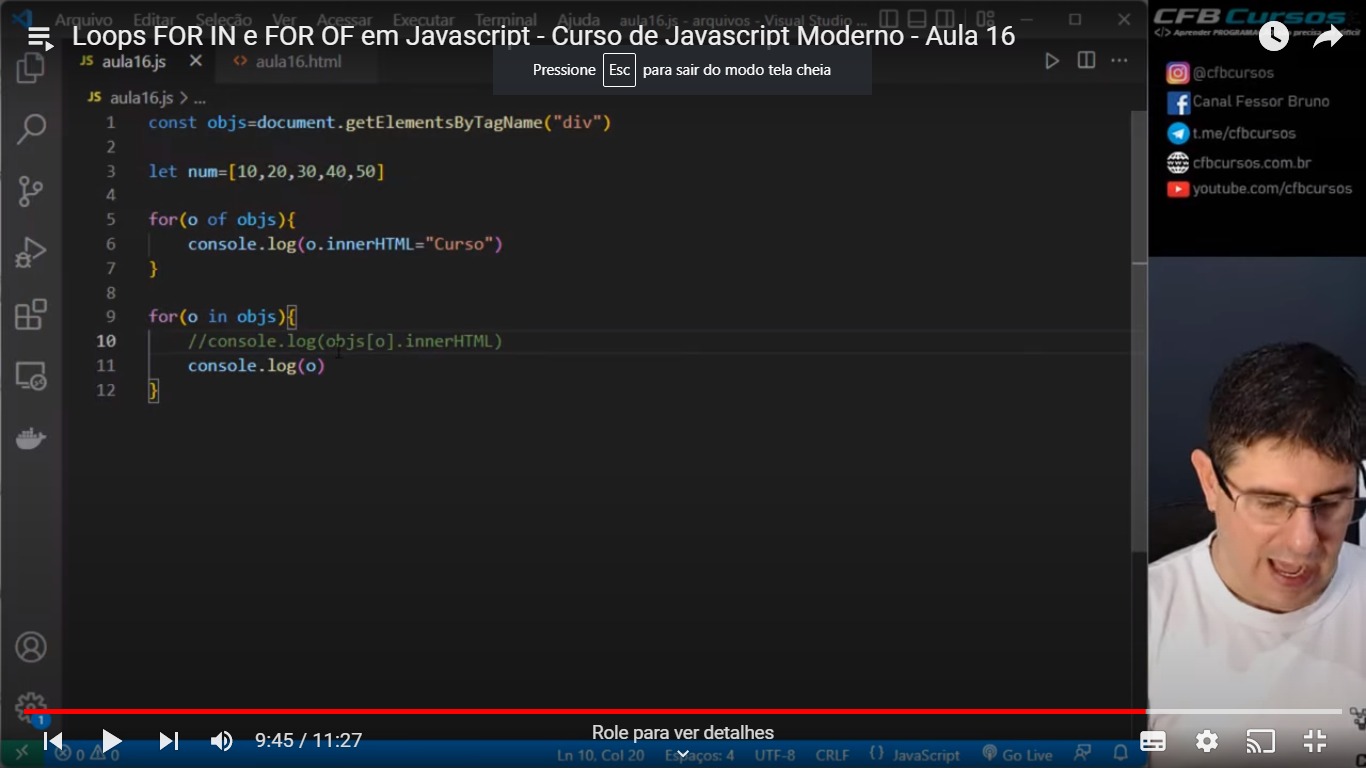 Arquivo Editar Seleção Ver Acessar Executar Terminal Ajuda aula16.js - arquivos - Visual Studio ...
Loops FOR IN e FOR OF em Javascript - Curso de Javascript Moderno - Aula 16
CFB Cursos
JS aula16.js
<> aula16.html
Pressione Esc para sair do modo tela cheia
JS aula16.js > ...
1 const objs=document.getElementsByTagName("div")
2
3 let num=[10,20,30,40,50]
4
5 for(o of objs){
6 console.log(o.innerHTML="Curso")
7 }
8
9 for(o in objs){
10 //console.log(objs[o].innerHTML)
11 console.log(o)
12 }
@cfbcursos
Canal Fessor Bruno
t.me/cfbcursos
cfbcursos.com.br
youtube.com/cfbcursos
1
9:45 / 11:27
Role para ver detalhes
0 0
Ln 10, Col 20 Espaços: 4 UTF-8 CRLF {} JavaScript Go Live